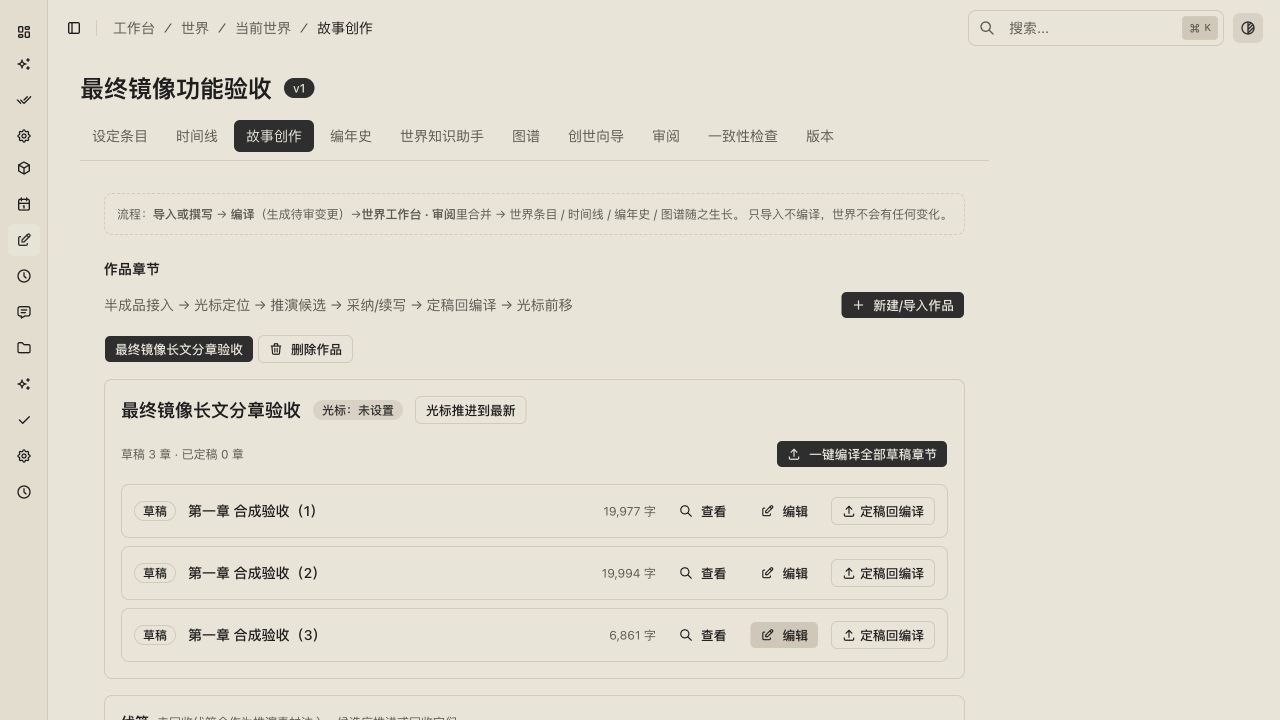 工作台 / 世界 / 当前世界 / 故事创作
搜索... ⌘ K
最终镜像功能验收 v1
设定条目 时间线 故事创作 编年史 世界知识助手 图谱 创世向导 审阅 一致性检查 版本
流程：导入或撰写 → 编译（生成待审变更）→世界工作台 · 审阅里合并 → 世界条目 / 时间线 / 编年史 / 图谱随之生长。 只导入不编译，世界不会有任何变化。
作品章节
半成品接入 → 光标定位 → 推演候选 → 采纳/续写 → 定稿回编译 → 光标前移
新建/导入作品
最终镜像长文分章验收 删除作品
最终镜像长文分章验收 光标：未设置 光标推进到最新
草稿 3 章 · 已定稿 0 章 一键编译全部草稿章节
草稿 第一章 合成验收（1） 19,977 字 查看 编辑 定稿回编译
草稿 第一章 合成验收（2） 19,994 字 查看 编辑 定稿回编译
草稿 第一章 合成验收（3） 6,861 字 查看 编辑 定稿回编译